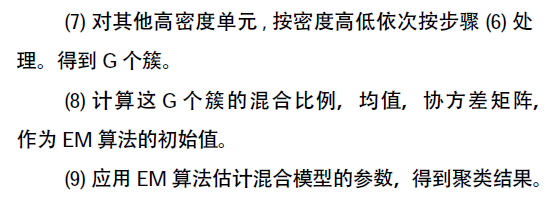 (7) 对其他高密度单元,按密度高低依次按步骤 (6) 处
理。得到 G 个簇。
(8) 计算这 G 个簇的混合比例，均值，协方差矩阵，
作为 EM 算法的初始值。
(9) 应用 EM 算法估计混合模型的参数，得到聚类结果。